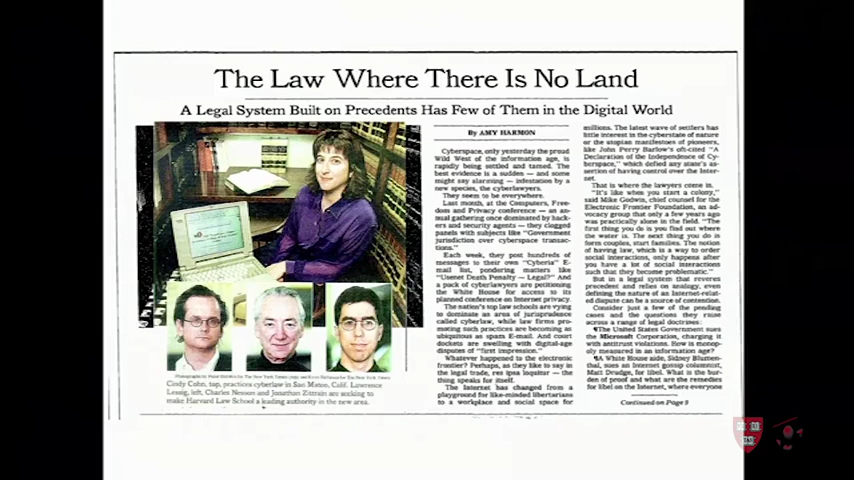 The Law Where There Is No Land
A Legal System Built on Precedents Has Few of Them in the Digital World
By AMY HARMON
Cyberspace, only yesterday the proud
Wild West of the information age, is
rapidly being settled and tamed. The
best evidence is a sudden — and some
might say alarming — infestation by a
new species, the cyberlawyers.
They seem to be everywhere.
Last month, at the Computers, Free-
dom and Privacy conference — an an-
nual gathering once dominated by hack-
ers and security agents — they clogged
panels with subjects like "Government
jurisdiction over cyberspace transac-
tions."
Each week, they post hundreds of
messages to their own "Cyberia" E-
mail list, pondering matters like
"Usenet Death Penalty — Legal?" And
a pack of cyberlawyers are petitioning
the White House for access to its
planned conference on Internet privacy.
The nation's top law schools are vying
to dominate an area of jurisprudence
called cyberlaw, while law firms pro-
moting such practices are becoming as
ubiquitous as spam E-mail. And court
dockets are swelling with digital-age
disputes of "first impression."
Whatever happened to the electronic
frontier? Perhaps, as they like to say in
the legal trade, res ipsa loquitur — the
thing speaks for itself.
The Internet has changed from a
playground for like-minded libertarians
to a workplace and social space for
millions. The latest wave of settlers has
little interest in the cyberstate of nature
or the utopian manifestoes of pioneers,
like John Perry Barlow's oft-cited "A
Declaration of the Independence of Cy-
berspace," which defied any state's as-
sertion of having control over the Inter-
net.
That is where the lawyers come in.
"It's like when you start a colony,"
said Mike Godwin, chief counsel for the
Electronic Frontier Foundation, an ad-
vocacy group that only a few years ago
was practically alone in the field. "The
first thing you do is you find out where
the water is. The next thing you do is
form couples, start families. The notion
of having law, which is a way to order
social interactions, only happens after
you have a lot of social interactions
such that they become problematic."
But in a legal system that reveres
precedent and relies on analogy, even
defining the nature of an Internet-relat-
ed dispute can be a source of contention.
Consider just a few of the pending
cases and the questions they raise
across a range of legal doctrines:
¶The United States Government sues
the Microsoft Corporation, charging it
with antitrust violations. How is monop-
oly measured in an information age?
¶A White House aide, Sidney Blumen-
thal, sues an Internet gossip columnist,
Matt Drudge, for libel. What is the bur-
den of proof and what are the remedies
for libel on the Internet, where everyone
Continued on Page 9
Cindy Cohn, top, practices cyberlaw in San Mateo, Calif. Lawrence
Lessig, left, Charles Nesson and Jonathan Zittrain are seeking to
make Harvard Law School a leading authority in the new area.